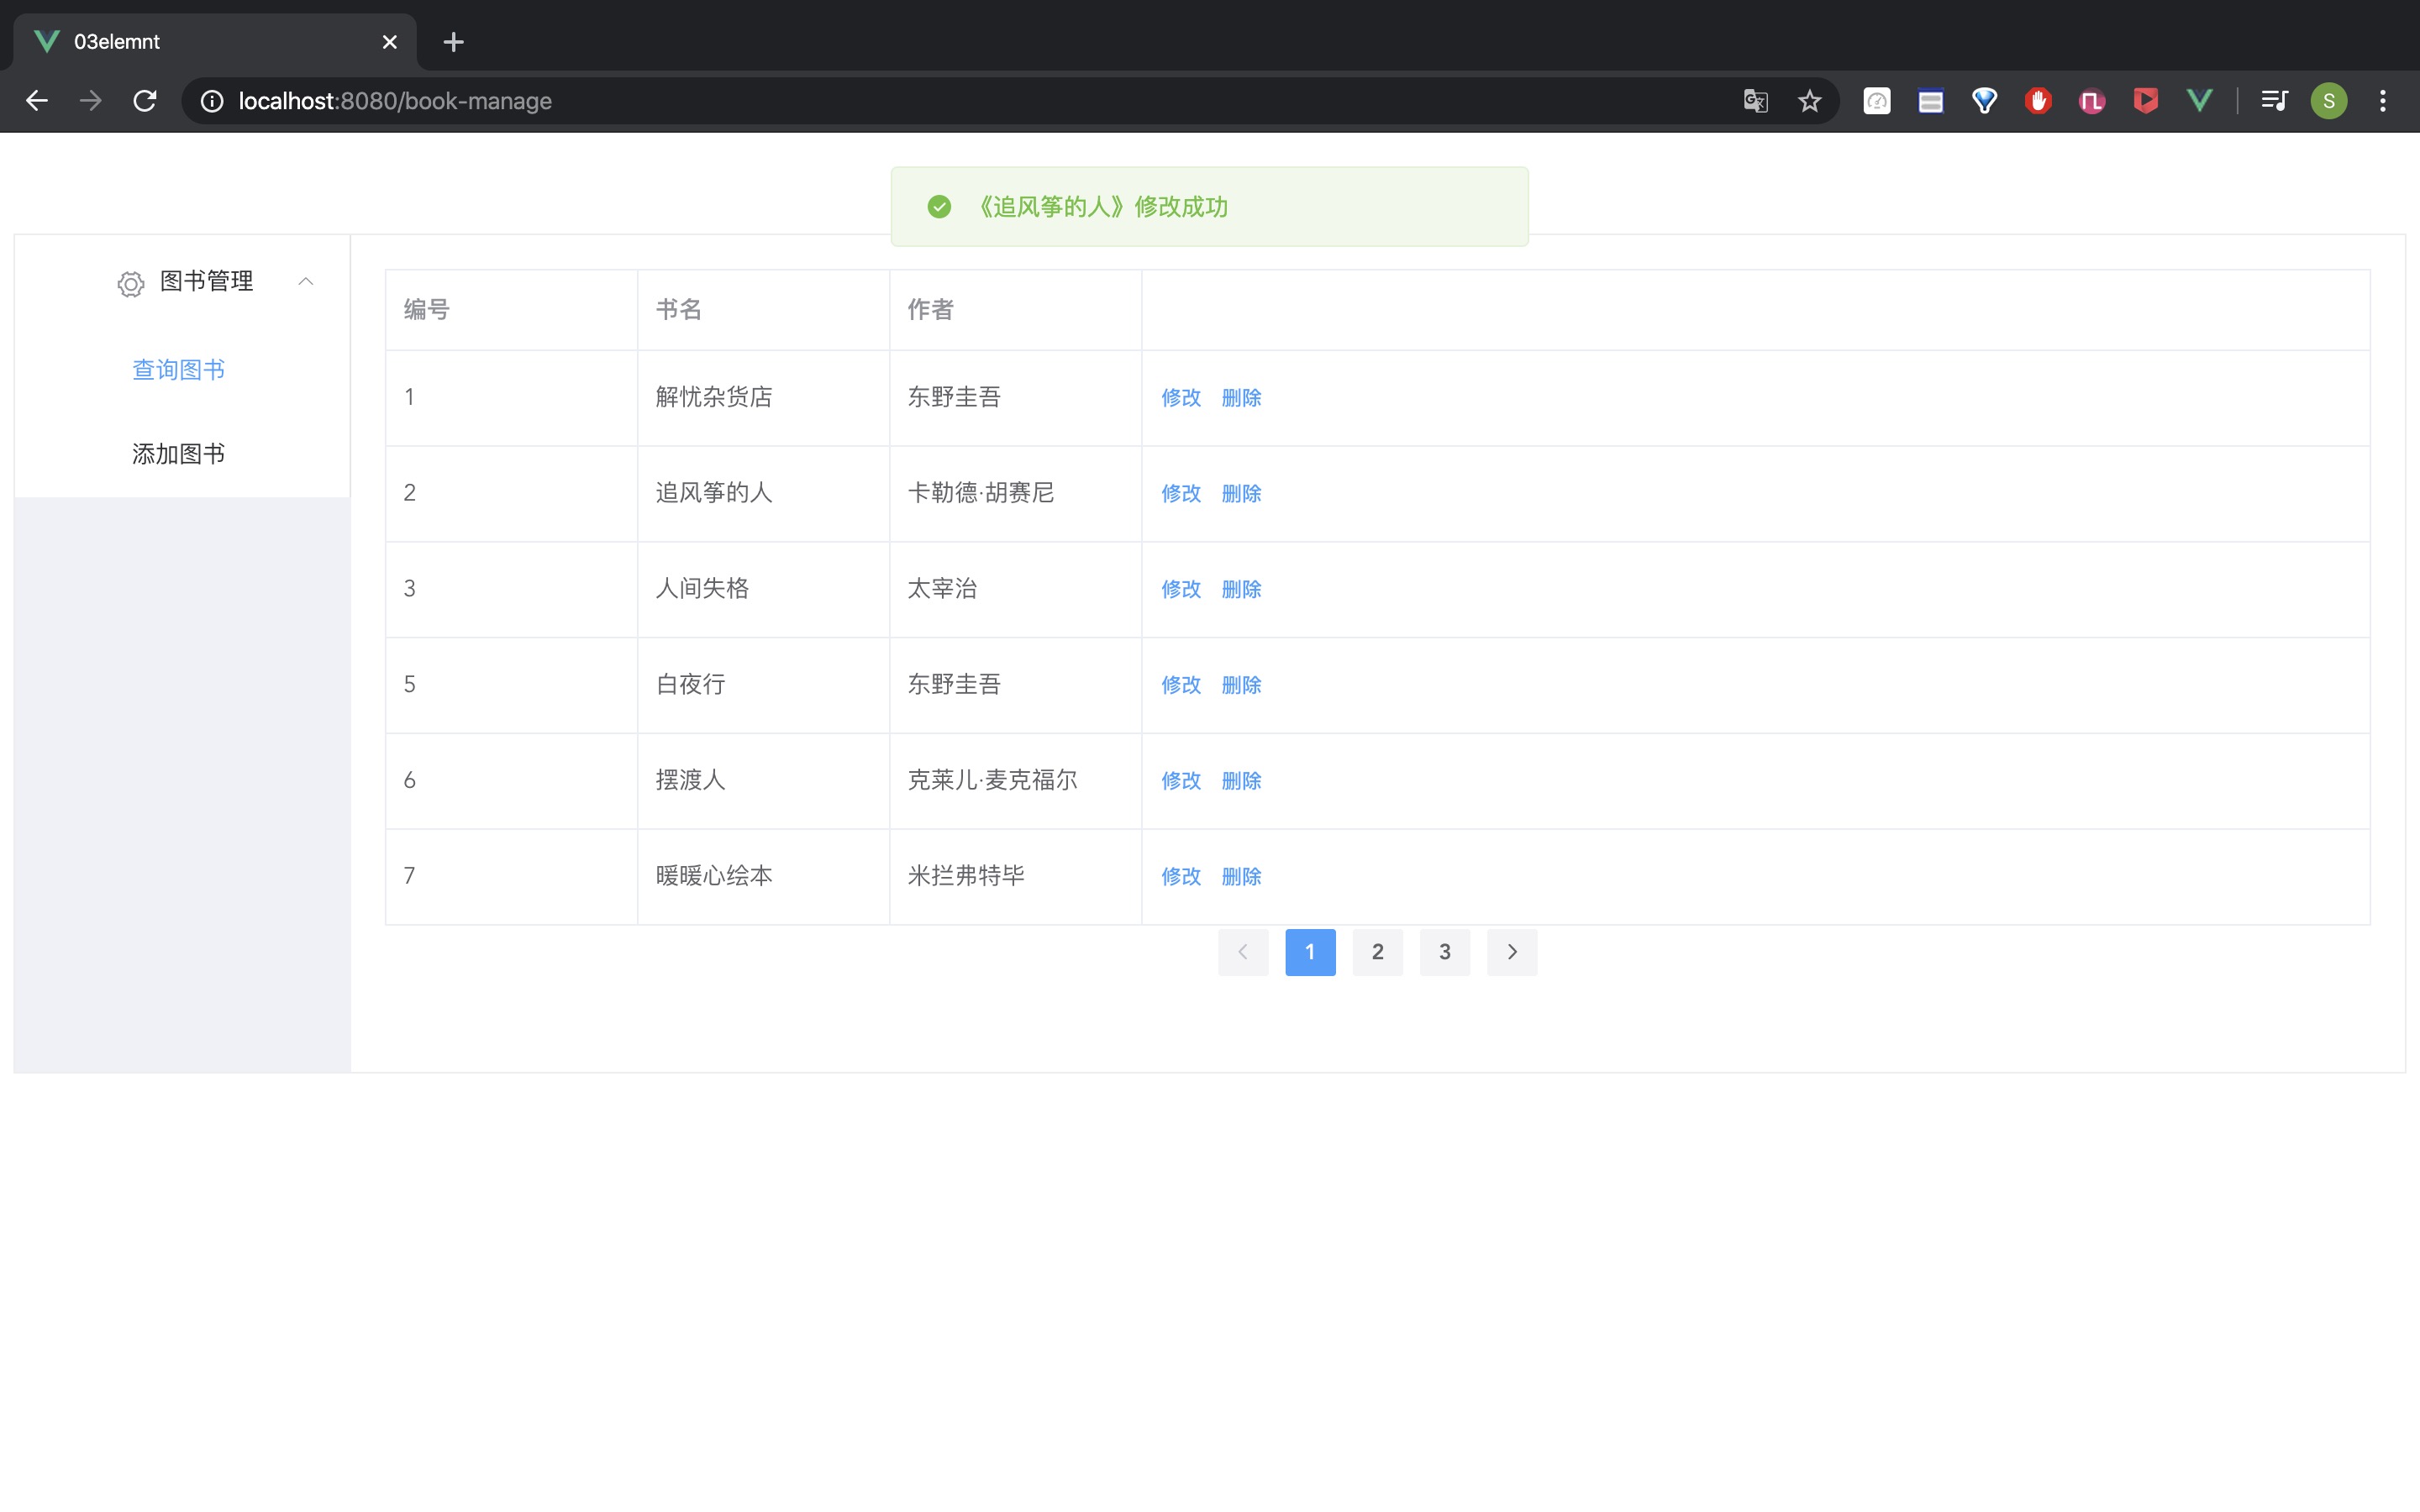 03elemnt
localhost:8080/book-manage
S
《追风筝的人》修改成功
图书管理
查询图书
添加图书
编号 书名 作者
1 解忧杂货店 东野圭吾 修改 删除
2 追风筝的人 卡勒德·胡赛尼 修改 删除
3 人间失格 太宰治 修改 删除
5 白夜行 东野圭吾 修改 删除
6 摆渡人 克莱儿·麦克福尔 修改 删除
7 暖暖心绘本 米拦弗特毕 修改 删除
1 2 3